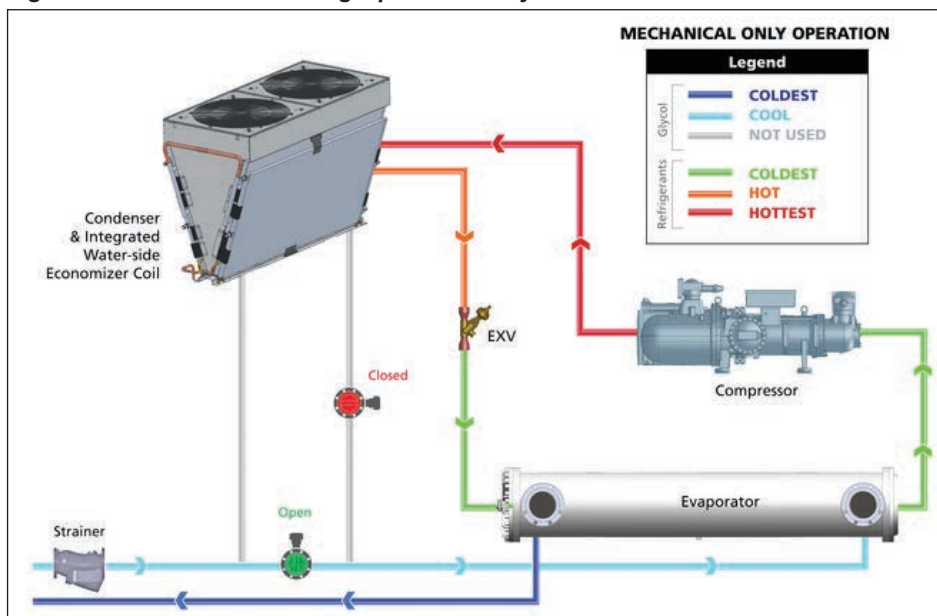 MECHANICAL ONLY OPERATION
Legend
Glycol
COLDEST
COOL
NOT USED
Refrigerants
COLDEST
HOT
HOTTEST
Condenser
& Integrated
Water-side
Economizer Coil
EXV
Compressor
Closed
Evaporator
Open
Strainer